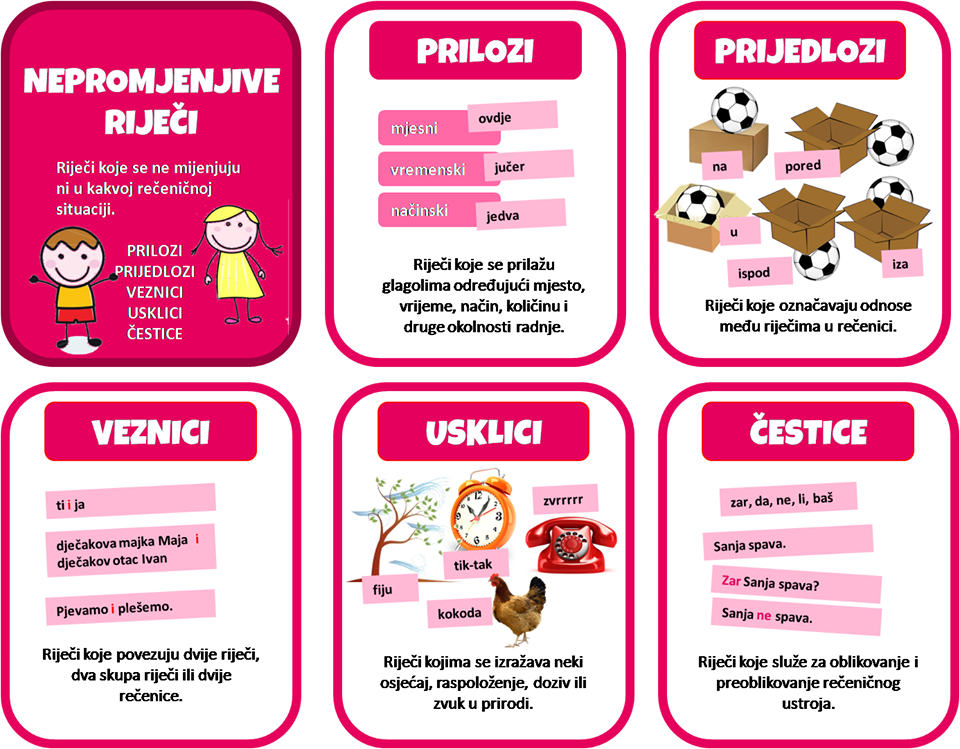 NEPROMJENJIVE
RIJEČI
Riječi koje se ne mijenjuju
ni u kakvoj rečeničnoj
situaciji.
PRILOZI
PRIJEDLOZI
VEZNICI
USKLICI
ČESTICE
PRILOZI
mjesni
ovdje
vremenski
jučer
načinski
jedva
Riječi koje se prilažu
glagolima određujući mjesto,
vrijeme, način, količinu i
druge okolnosti radnje.
PRIJEDLOZI
na
pored
u
ispod
iza
Riječi koje označavaju odnose
među riječima u rečenici.
VEZNICI
ti i ja
dječakova majka Maja i
dječakov otac Ivan
Pjevamo i plešemo.
Riječi koje povezuju dvije riječi,
dva skupa riječi ili dvije
rečenice.
USKLICI
zvrrrrr
tik-tak
fiju
kokoda
Riječi kojima se izražava neki
osjećaj, raspoloženje, doziv ili
zvuk u prirodi.
ČESTICE
zar, da, ne, li, baš
Sanja spava.
Zar Sanja spava?
Sanja ne spava.
Riječi koje služe za oblikovanje i
preoblikovanje rečeničnog
ustroja.